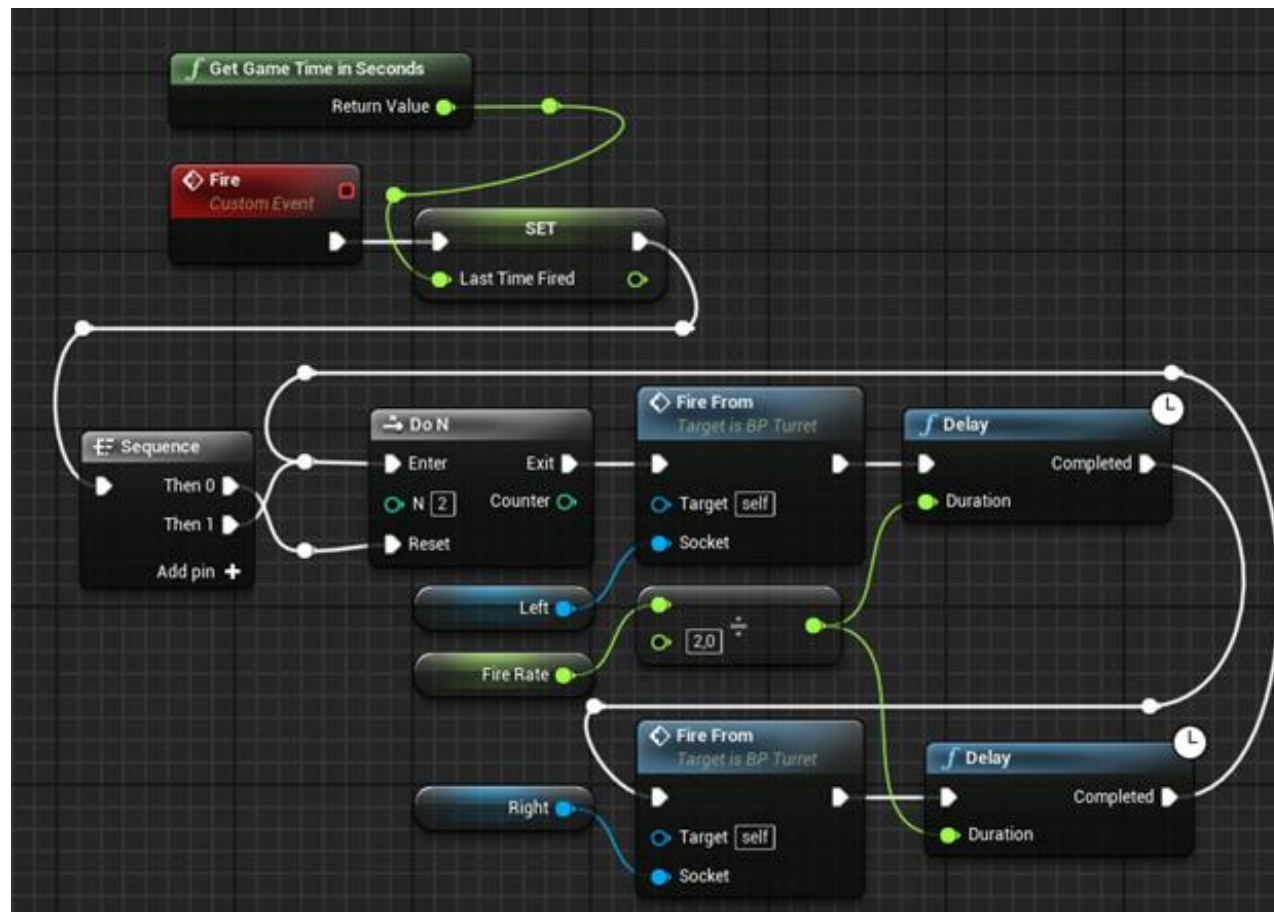 Get Game Time in Seconds
Return Value
Fire
Custom Event
SET
Last Time Fired
Sequence
Then 0
Then 1
Add pin
Do N
Enter
Exit
N 2
Counter
Reset
Fire From
Target is BP Turret
Target self
Socket
Delay
Completed
Duration
Left
2,0 ÷
Fire Rate
Fire From
Target is BP Turret
Target self
Socket
Right
Delay
Completed
Duration